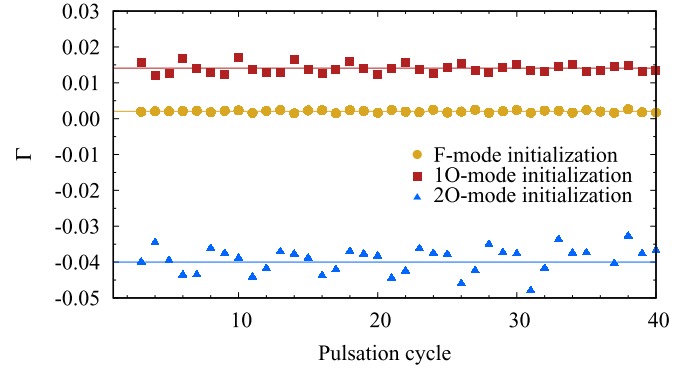 0.03
0.02
0.01
0.00
-0.01
-0.02
-0.03
-0.04
-0.05
Γ
F-mode initialization
1O-mode initialization
2O-mode initialization
10 20 30 40
Pulsation cycle